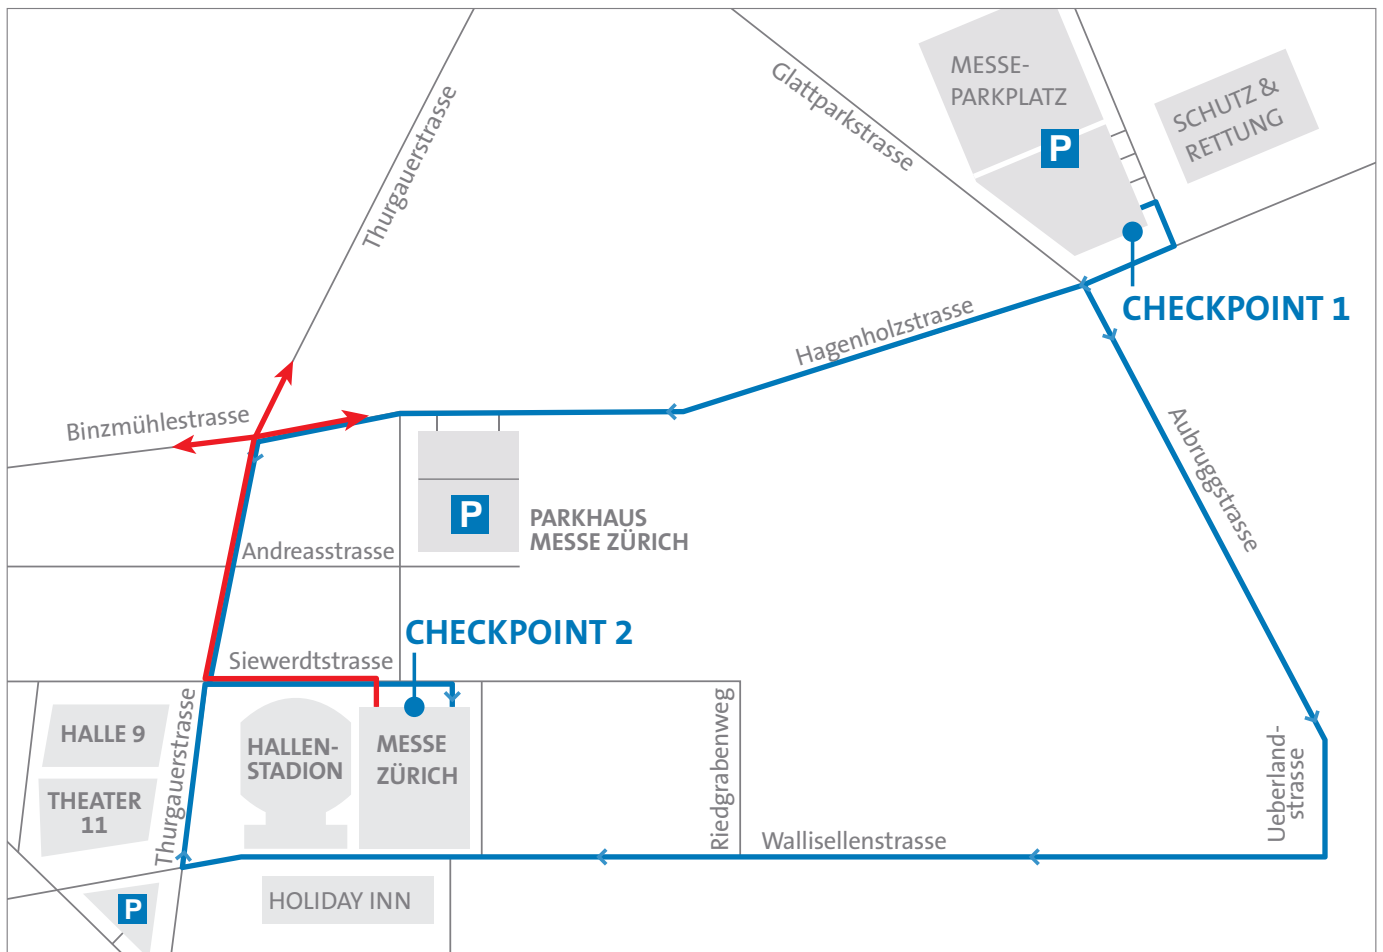 MESSE-
PARKPLATZ
P
SCHUTZ &
RETTUNG
Glattparkstrasse
Thurgauerstrasse
CHECKPOINT 1
Hagenholzstrasse
Binzmühlestrasse
Aubruggstrasse
P
PARKHAUS
MESSE ZÜRICH
Andreasstrasse
CHECKPOINT 2
Siewerdtstrasse
Thurgauerstrasse
HALLE 9
THEATER
11
HALLEN-
STADION
MESSE
ZÜRICH
Riedgrabenweg
Ueberland-
strasse
Wallisellenstrasse
HOLIDAY INN
P